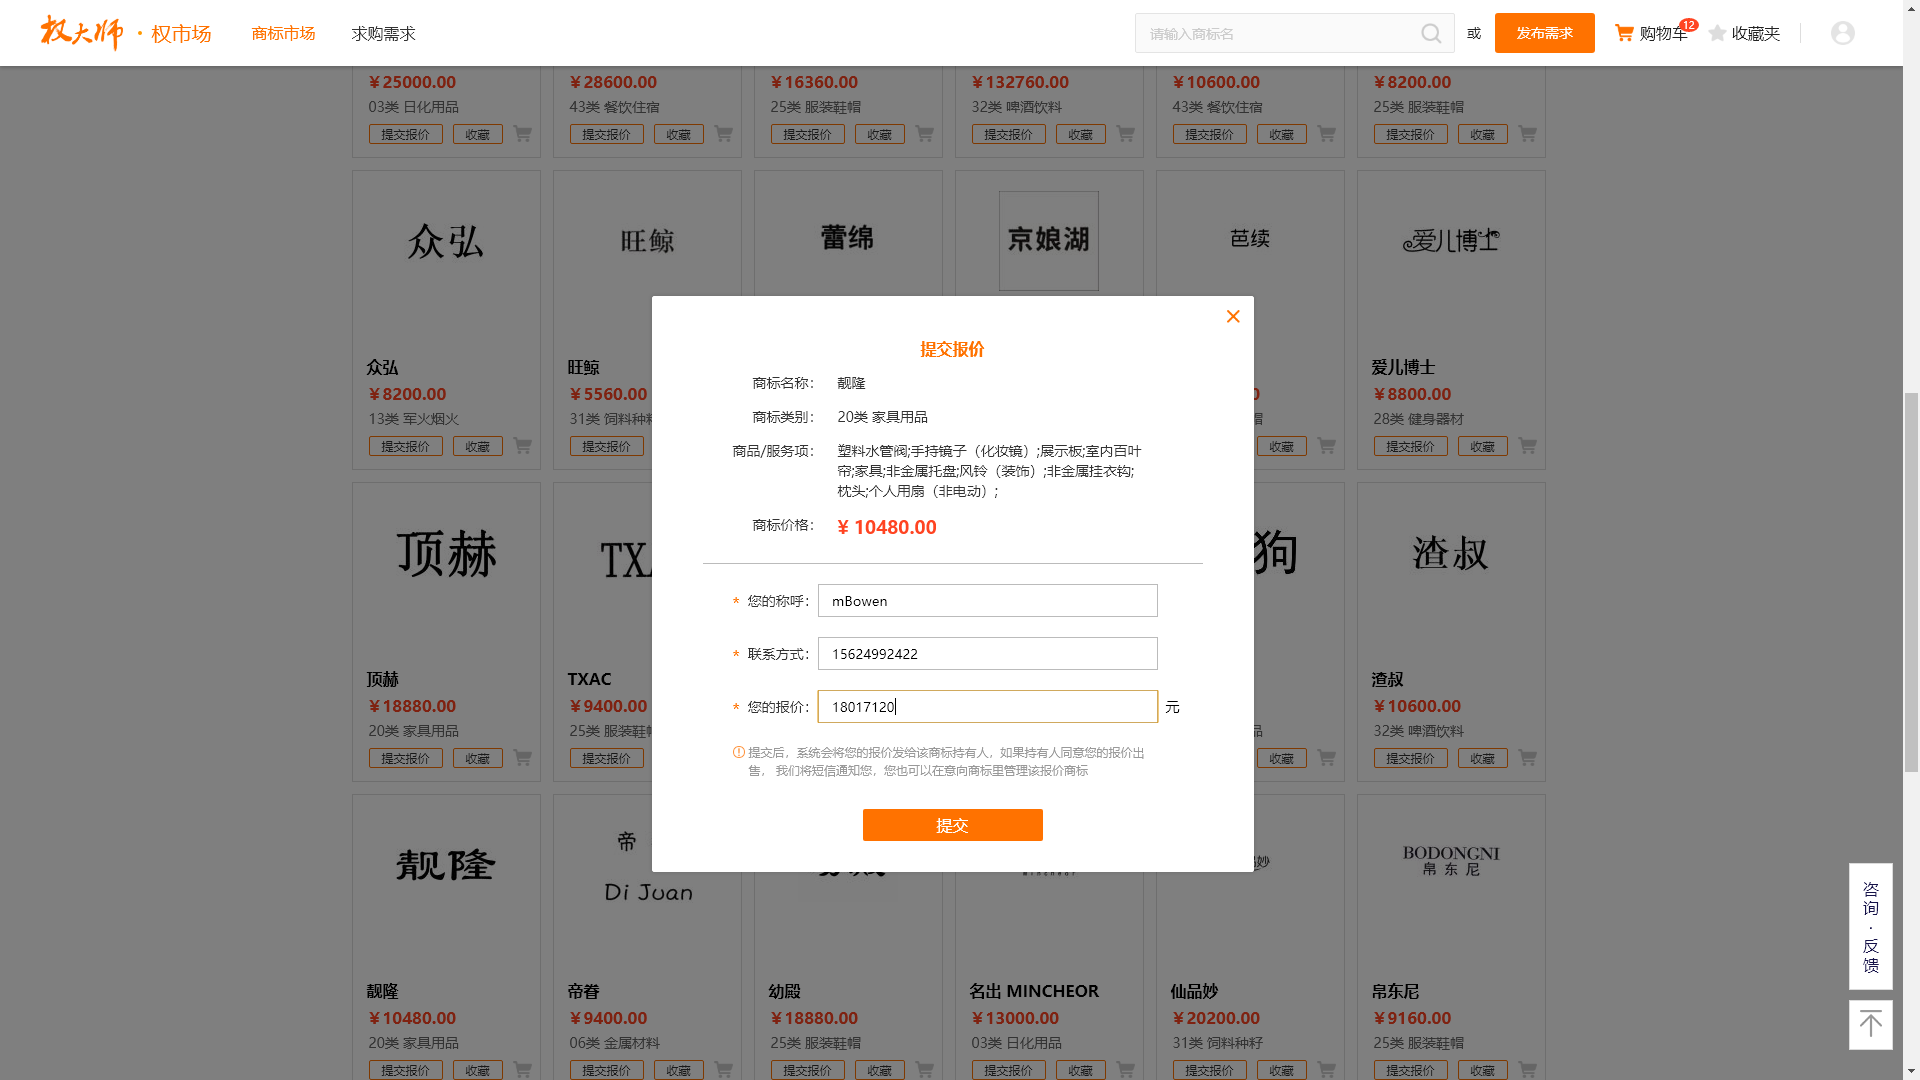 权大师 · 权市场 商标市场 求购需求 请输入商标名 或 发布需求 购物车 12 收藏夹
￥25000.00 ￥28600.00 ￥16360.00 ￥132760.00 ￥10600.00 ￥8200.00
03类 日化用品 43类 餐饮住宿 25类 服装鞋帽 32类 啤酒饮料 43类 餐饮住宿 25类 服装鞋帽
提交报价 收藏 提交报价 收藏 提交报价 收藏 提交报价 收藏 提交报价 收藏 提交报价 收藏
众弘 旺鲸 蕾绵 京娘湖 芭续 爱儿博士
众弘 旺鲸 爱儿博士
￥8200.00 ￥5560.00 ￥8800.00
13类 军火烟火 31类 饲料种籽 28类 健身器材
提交报价 收藏 提交报价 收藏 提交报价 收藏
提交报价
商标名称： 靓隆
商标类别： 20类 家具用品
商品/服务项： 塑料水管阀;手持镜子（化妆镜）;展示板;室内百叶
帘;家具;非金属托盘;风铃（装饰）;非金属挂衣钩;
枕头;个人用扇（非电动）;
商标价格： ￥10480.00
* 您的称呼： mBowen
* 联系方式： 15624992422
* 您的报价： 18017120 元
提交后，系统会将您的报价发给该商标持有人，如果持有人同意您的报价出
售， 我们将短信通知您，您也可以在意向商标里管理该报价商标
提交
顶赫 TXA 狗 渣叔
顶赫 TXAC 渣叔
￥18880.00 ￥9400.00 ￥10600.00
20类 家具用品 25类 服装鞋 品 32类 啤酒饮料
提交报价 收藏 提交报价 收藏 提交报价 收藏
靓隆 帝 Di Juan 品妙 BODONGNI
帛东尼
靓隆 帝眷 幼殿 名出 MINCHEOR 仙品妙 帛东尼
￥10480.00 ￥9400.00 ￥18880.00 ￥13000.00 ￥20200.00 ￥9160.00
20类 家具用品 06类 金属材料 25类 服装鞋帽 03类 日化用品 31类 饲料种籽 25类 服装鞋帽
提交报价 收藏 提交报价 收藏 提交报价 收藏 提交报价 收藏 提交报价 收藏 提交报价 收藏
咨询·反馈